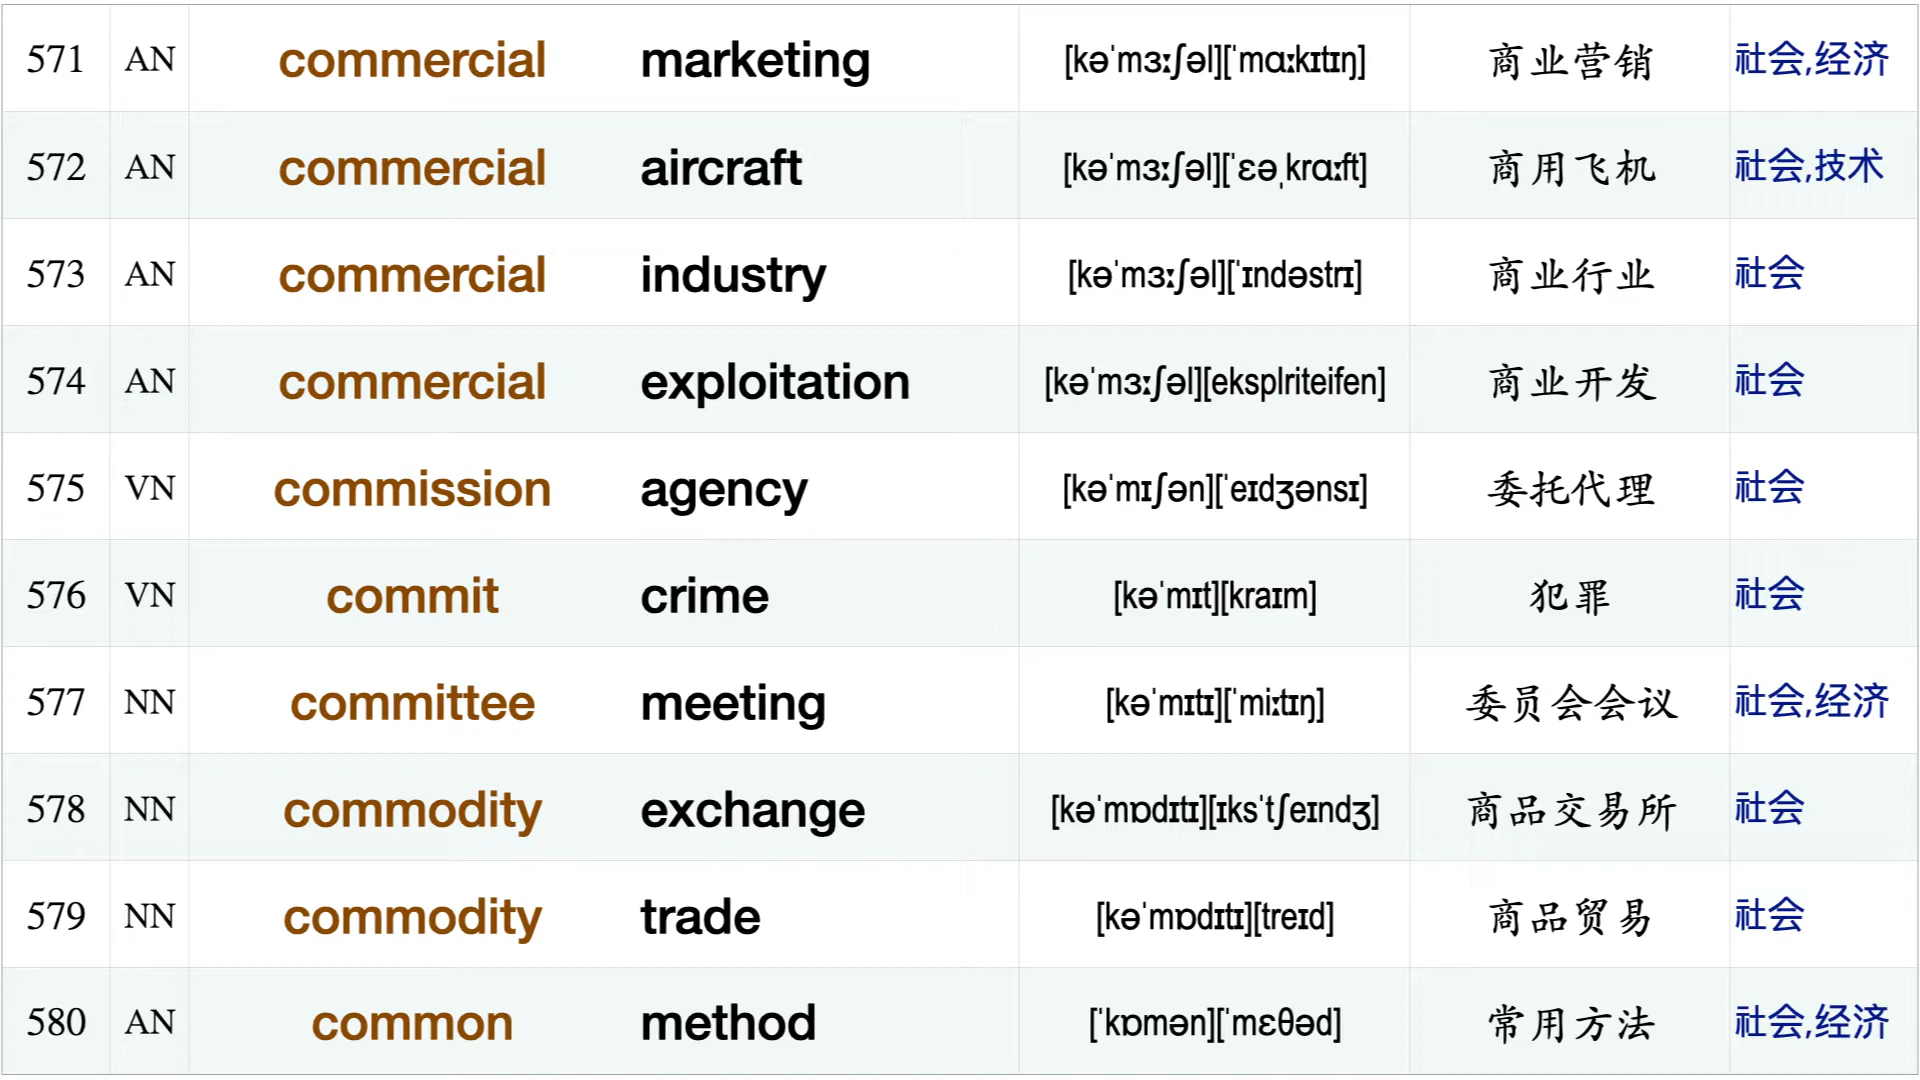 571 AN commercial marketing [kəˈmɜːʃəl][ˈmɑːkɪtɪŋ] 商业营销 社会,经济
572 AN commercial aircraft [kəˈmɜːʃəl][ˈɛəˌkrɑːft] 商用飞机 社会,技术
573 AN commercial industry [kəˈmɜːʃəl][ˈɪndəstrɪ] 商业行业 社会
574 AN commercial exploitation [kəˈmɜːʃəl][eksplriteifen] 商业开发 社会
575 VN commission agency [kəˈmɪʃən][ˈeɪdʒənsɪ] 委托代理 社会
576 VN commit crime [kəˈmɪt][kraɪm] 犯罪 社会
577 NN committee meeting [kəˈmɪtɪ][ˈmiːtɪŋ] 委员会会议 社会,经济
578 NN commodity exchange [kəˈmɒdɪtɪ][ɪksˈtʃeɪndʒ] 商品交易所 社会
579 NN commodity trade [kəˈmɒdɪtɪ][treɪd] 商品贸易 社会
580 AN common method [ˈkɒmən][ˈmɛθəd] 常用方法 社会,经济